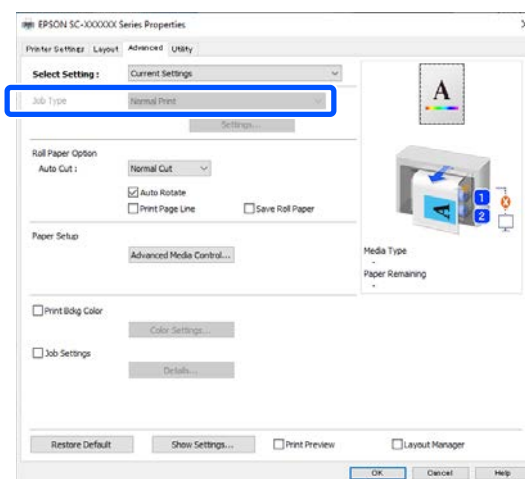 EPSON SC-XXXXXX Series Properties
Printer Settings Layout Advanced Utility
Select Setting : Current Settings
Job Type Normal Print
Settings...
Roll Paper Option
Auto Cut : Normal Cut
Auto Rotate
Print Page Line Save Roll Paper
Paper Setup
Advanced Media Control...
Print Bckg Color
Color Settings...
Job Settings
Details...
A
A
1
2
Media Type
-
Paper Remaining
-
Restore Default Show Settings... Print Preview Layout Manager
OK Cancel Help